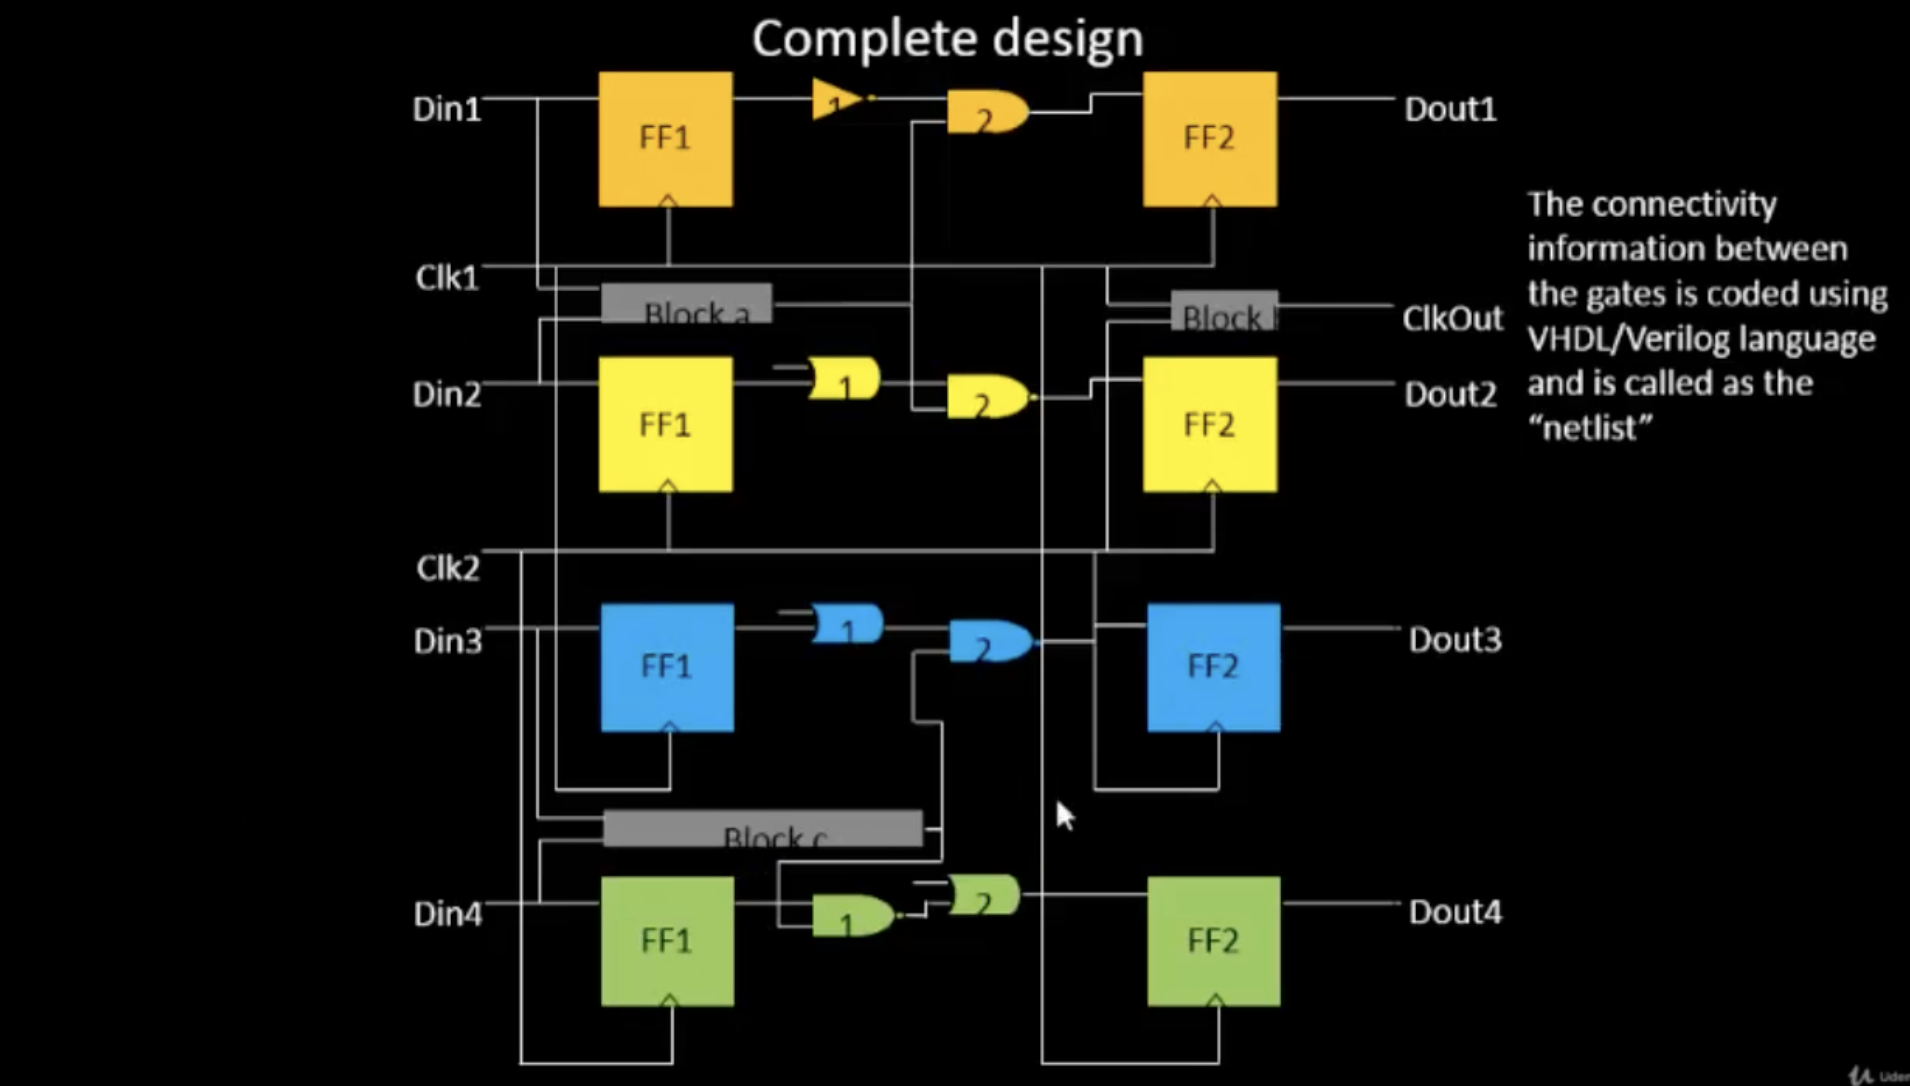 Complete design
Din1
FF1
1
2
FF2
Dout1
The connectivity
information between
the gates is coded using
VHDL/Verilog language
and is called as the
“netlist”
Clk1
Block a
Block
ClkOut
Din2
FF1
1
2
FF2
Dout2
Clk2
Din3
FF1
1
2
FF2
Dout3
Block c
Din4
FF1
1
2
FF2
Dout4